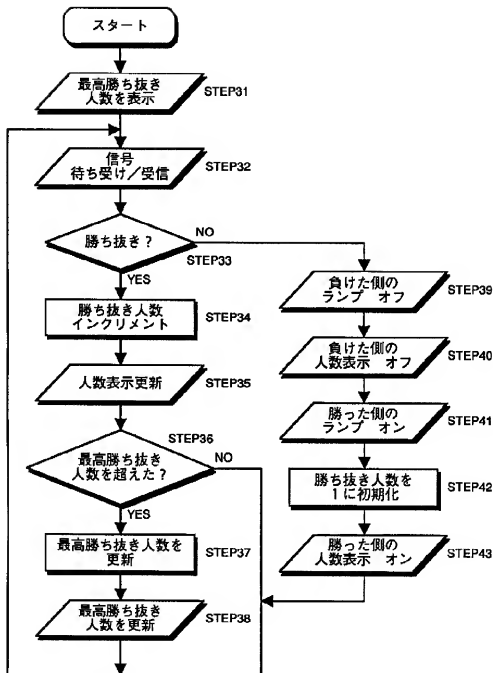 スタート
最高勝ち抜き
人数を表示
STEP31
信号
待ち受け／受信
STEP32
勝ち抜き？
NO
STEP33
YES
勝ち抜き人数
インクリメント
STEP34
人数表示更新
STEP35
STEP36
最高勝ち抜き
人数を超えた？
NO
YES
最高勝ち抜き人数を
更新
STEP37
最高勝ち抜き
人数を更新
STEP38
負けた側の
ランプ オフ
STEP39
負けた側の
人数表示 オフ
STEP40
勝った側の
ランプ オン
STEP41
勝ち抜き人数を
1に初期化
STEP42
勝った側の
人数表示 オン
STEP43